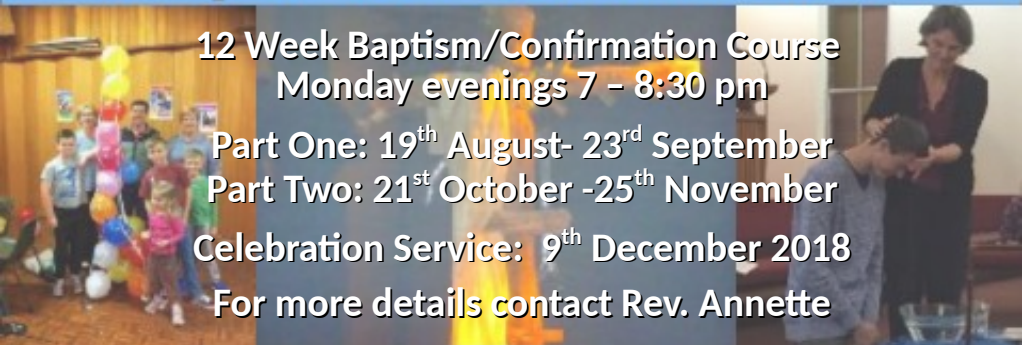 12 Week Baptism/Confirmation Course
Monday evenings 7 – 8:30 pm
Part One: 19th August- 23rd September
Part Two: 21st October -25th November
Celebration Service:  9th December 2018
For more details contact Rev. Annette